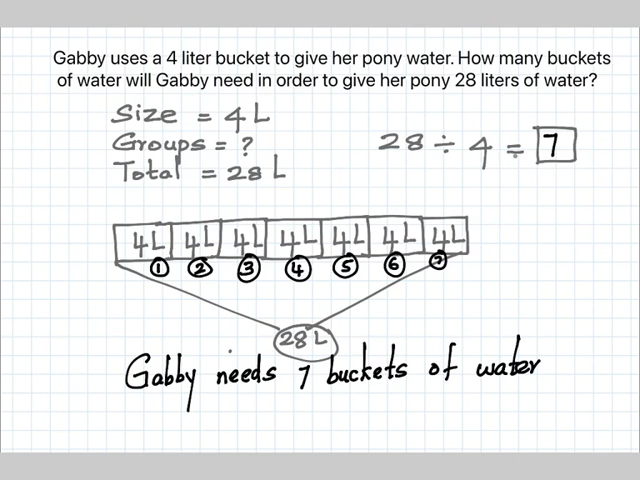 Gabby uses a 4 liter bucket to give her pony water. How many buckets
of water will Gabby need in order to give her pony 28 liters of water?
Size = 4 L
Groups = ?
Total = 28 L
28 ÷ 4 = 7
4L 4L 4L 4L 4L 4L 4L
1 2 3 4 5 6 7
28 L
Gabby needs 7 buckets of water